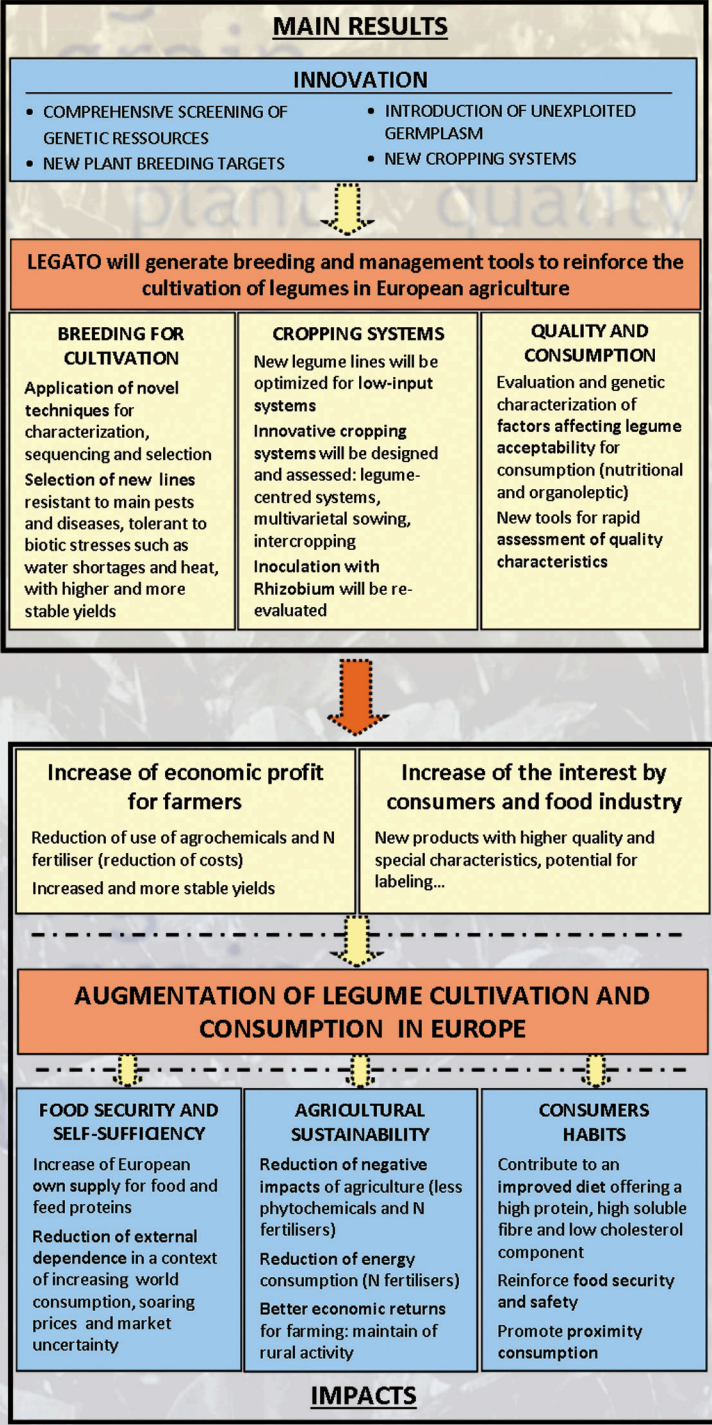 MAIN RESULTS
INNOVATION
• COMPREHENSIVE SCREENING OF
GENETIC RESSOURCES
• NEW PLANT BREEDING TARGETS
• INTRODUCTION OF UNEXPLOITED
GERMPLASM
• NEW CROPPING SYSTEMS
plant quality
LEGATO will generate breeding and management tools to reinforce the
cultivation of legumes in European agriculture
BREEDING FOR
CULTIVATION
Application of novel
techniques for
characterization,
sequencing and selection
Selection of new lines
resistant to main pests
and diseases, tolerant to
biotic stresses such as
water shortages and heat,
with higher and more
stable yields
CROPPING SYSTEMS
New legume lines will be
optimized for low-input
systems
Innovative cropping
systems will be designed
and assessed: legume-
centred systems,
multivarietal sowing,
intercropping
Inoculation with
Rhizobium will be re-
evaluated
QUALITY AND
CONSUMPTION
Evaluation and genetic
characterization of
factors affecting legume
acceptability for
consumption (nutritional
and organoleptic)
New tools for rapid
assessment of quality
characteristics
Increase of economic profit
for farmers
Reduction of use of agrochemicals and N
fertiliser (reduction of costs)
Increased and more stable yields
Increase of the interest by
consumers and food industry
New products with higher quality and
special characteristics, potential for
labeling...
AUGMENTATION OF LEGUME CULTIVATION AND
CONSUMPTION IN EUROPE
FOOD SECURITY AND
SELF-SUFFICIENCY
Increase of European
own supply for food and
feed proteins
Reduction of external
dependence in a context
of increasing world
consumption, soaring
prices and market
uncertainty
AGRICULTURAL
SUSTAINABILITY
Reduction of negative
impacts of agriculture (less
phytochemicals and N
fertilisers)
Reduction of energy
consumption (N fertilisers)
Better economic returns
for farming: maintain of
rural activity
CONSUMERS
HABITS
Contribute to an
improved diet offering a
high protein, high soluble
fibre and low cholesterol
component
Reinforce food security
and safety
Promote proximity
consumption
IMPACTS